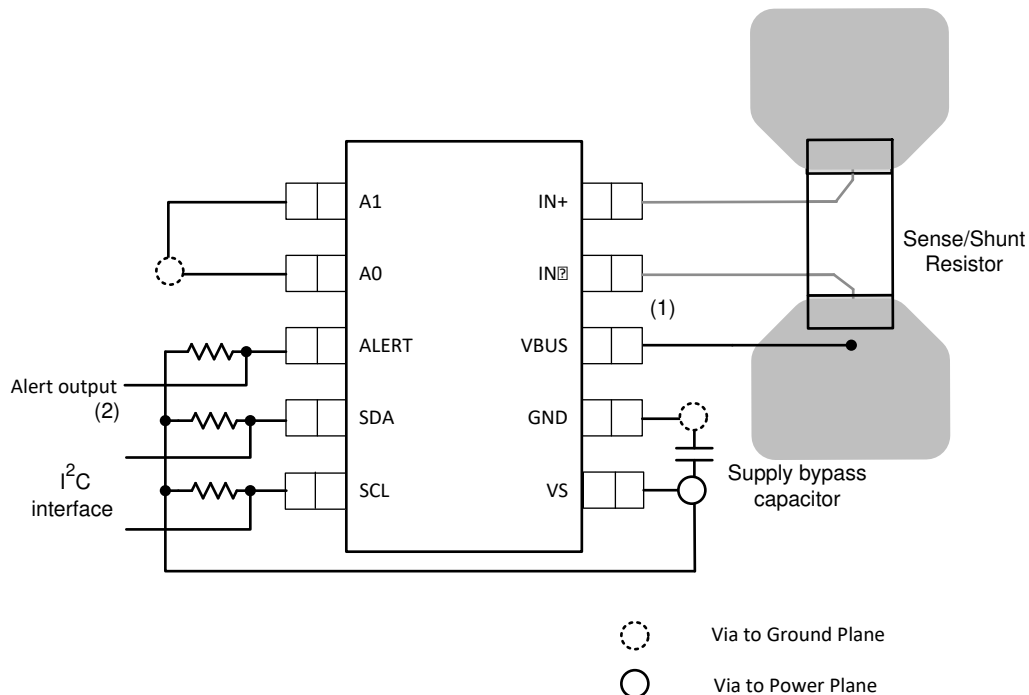 A1
IN+
Sense/Shunt
Resistor
A0
IN⍰
(1)
ALERT
VBUS
Alert output
(2)
SDA
GND
I²C
interface
SCL
VS
Supply bypass
capacitor
Via to Ground Plane
Via to Power Plane